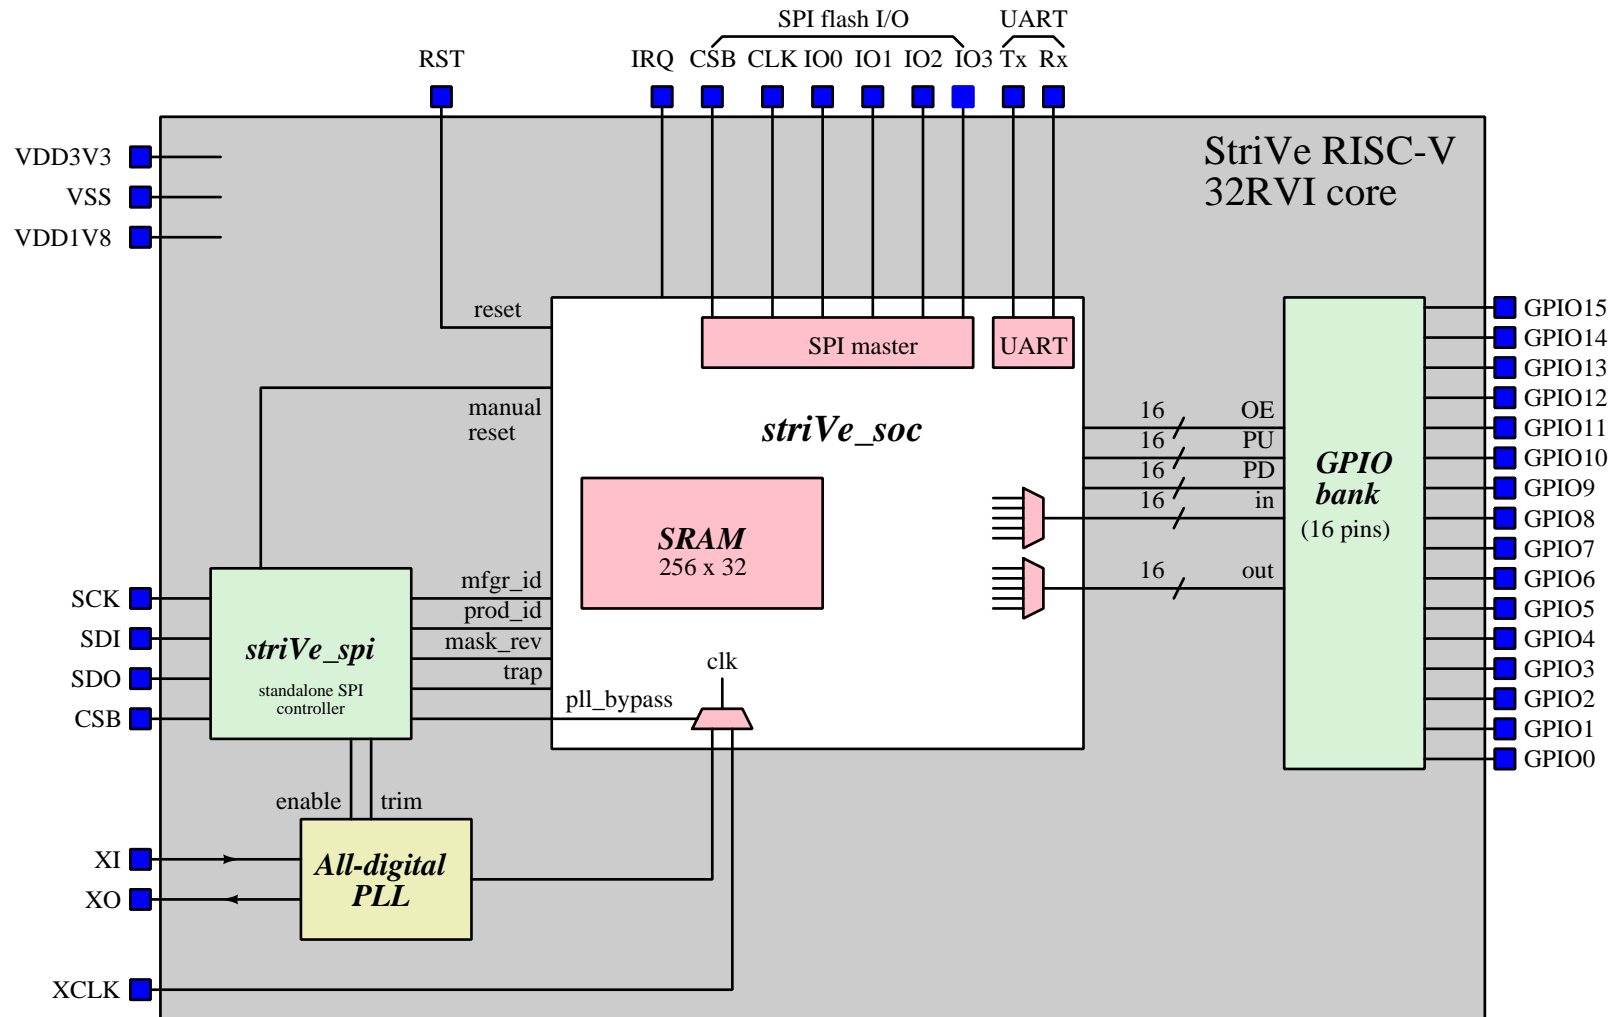 SPI flash I/O
UART
RST
IRQ
CSB
CLK
IO0
IO1
IO2
IO3
Tx
Rx
StriVe RISC-V
32RVI core
VDD3V3
VSS
VDD1V8
reset
manual
reset
SPI master
UART
striVe_soc
SRAM
256 x 32
16
OE
16
PU
16
PD
16
in
16
out
GPIO
bank
(16 pins)
GPIO15
GPIO14
GPIO13
GPIO12
GPIO11
GPIO10
GPIO9
GPIO8
GPIO7
GPIO6
GPIO5
GPIO4
GPIO3
GPIO2
GPIO1
GPIO0
SCK
SDI
SDO
CSB
striVe_spi
standalone SPI
controller
mfgr_id
prod_id
mask_rev
trap
pll_bypass
clk
enable
trim
All-digital
PLL
XI
XO
XCLK